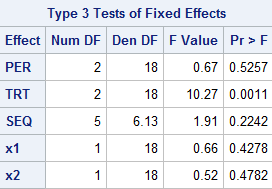 Type 3 Tests of Fixed Effects
Effect Num DF Den DF F Value Pr > F
PER 2 18 0.67 0.5257
TRT 2 18 10.27 0.0011
SEQ 5 6.13 1.91 0.2242
x1 1 18 0.66 0.4278
x2 1 18 0.52 0.4782